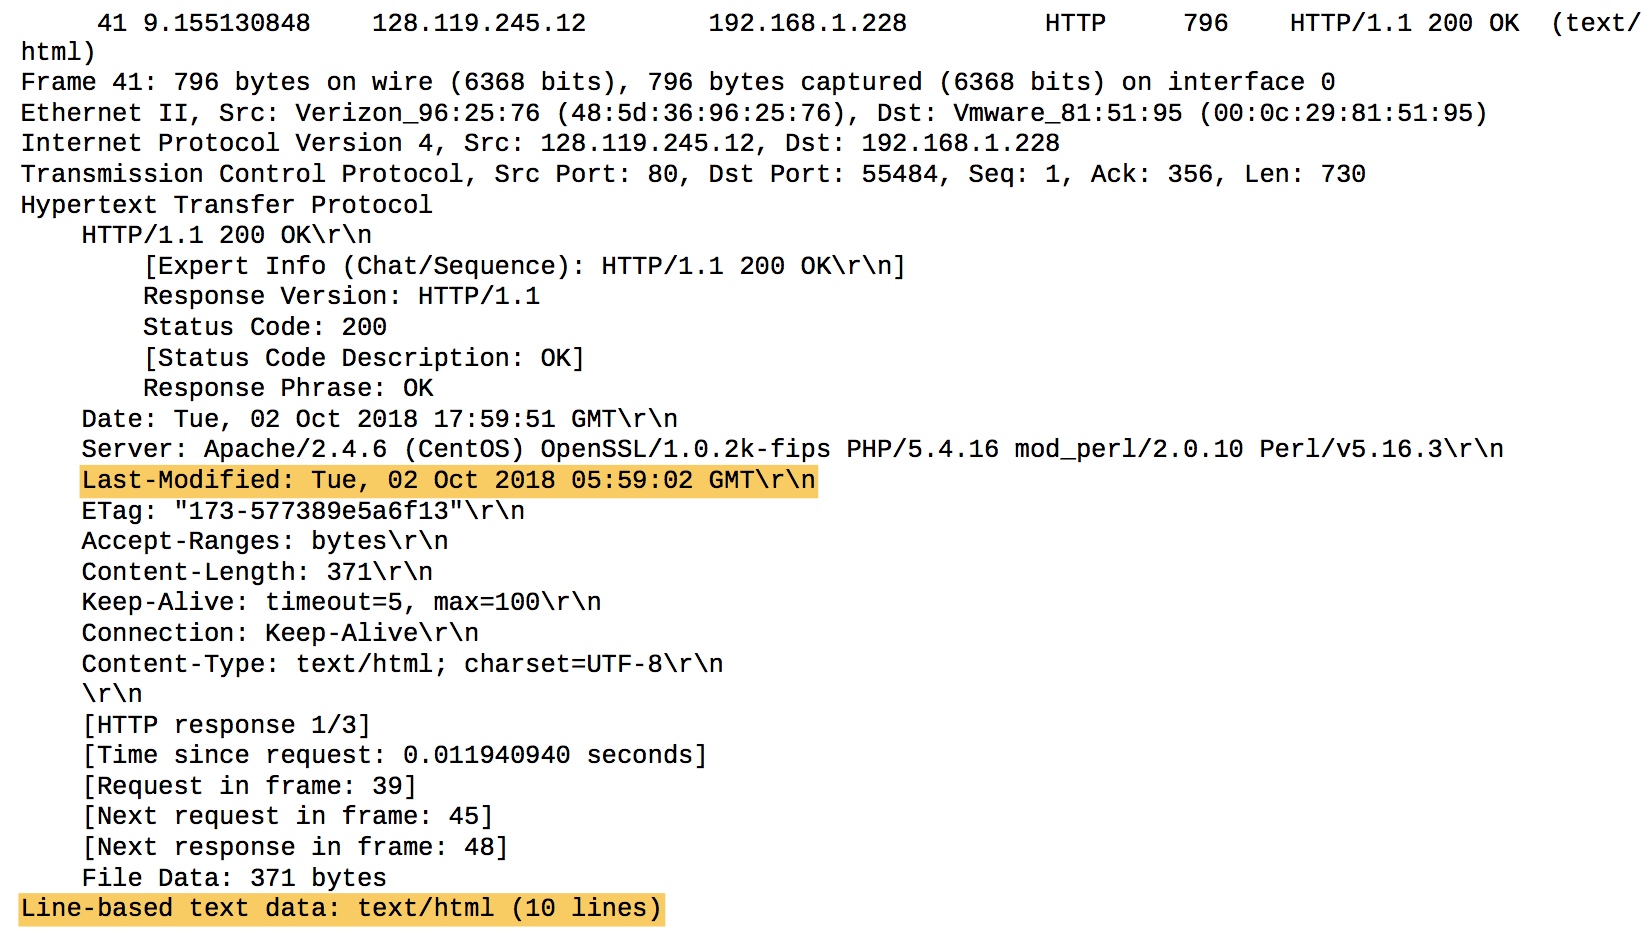 41 9.155130848 128.119.245.12 192.168.1.228 HTTP 796 HTTP/1.1 200 OK (text/
html)
Frame 41: 796 bytes on wire (6368 bits), 796 bytes captured (6368 bits) on interface 0
Ethernet II, Src: Verizon_96:25:76 (48:5d:36:96:25:76), Dst: Vmware_81:51:95 (00:0c:29:81:51:95)
Internet Protocol Version 4, Src: 128.119.245.12, Dst: 192.168.1.228
Transmission Control Protocol, Src Port: 80, Dst Port: 55484, Seq: 1, Ack: 356, Len: 730
Hypertext Transfer Protocol
HTTP/1.1 200 OK\r\n
[Expert Info (Chat/Sequence): HTTP/1.1 200 OK\r\n]
Response Version: HTTP/1.1
Status Code: 200
[Status Code Description: OK]
Response Phrase: OK
Date: Tue, 02 Oct 2018 17:59:51 GMT\r\n
Server: Apache/2.4.6 (CentOS) OpenSSL/1.0.2k-fips PHP/5.4.16 mod_perl/2.0.10 Perl/v5.16.3\r\n
Last-Modified: Tue, 02 Oct 2018 05:59:02 GMT\r\n
ETag: "173-577389e5a6f13"\r\n
Accept-Ranges: bytes\r\n
Content-Length: 371\r\n
Keep-Alive: timeout=5, max=100\r\n
Connection: Keep-Alive\r\n
Content-Type: text/html; charset=UTF-8\r\n
\r\n
[HTTP response 1/3]
[Time since request: 0.011940940 seconds]
[Request in frame: 39]
[Next request in frame: 45]
[Next response in frame: 48]
File Data: 371 bytes
Line-based text data: text/html (10 lines)